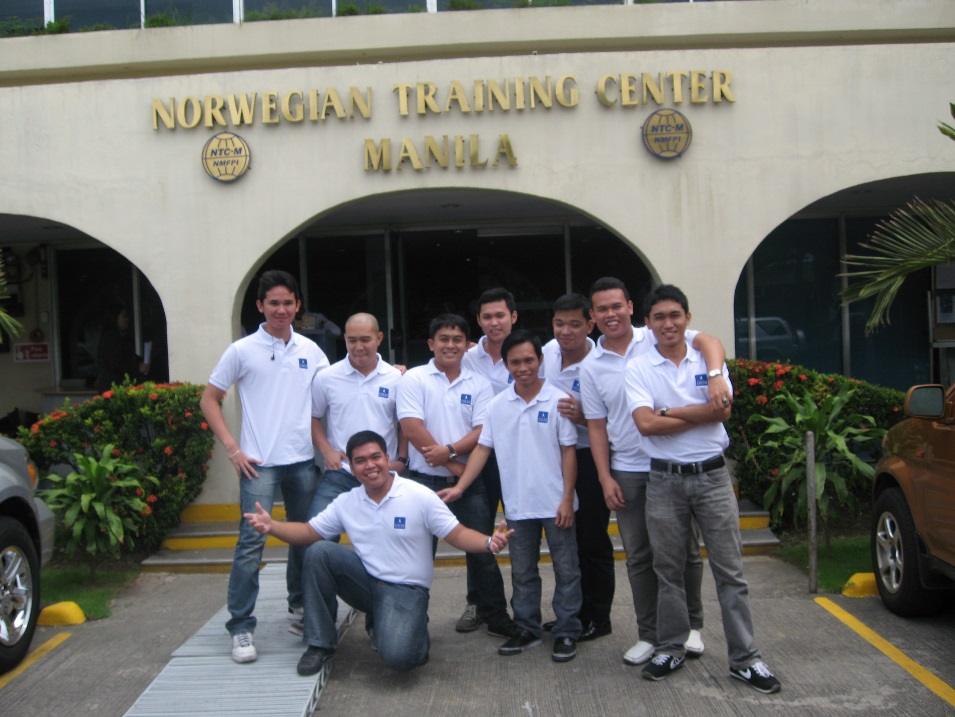 NORWEGIAN TRAINING CENTER
MANILA
NTC-M
NMFPI
NTC-M
NMFPI